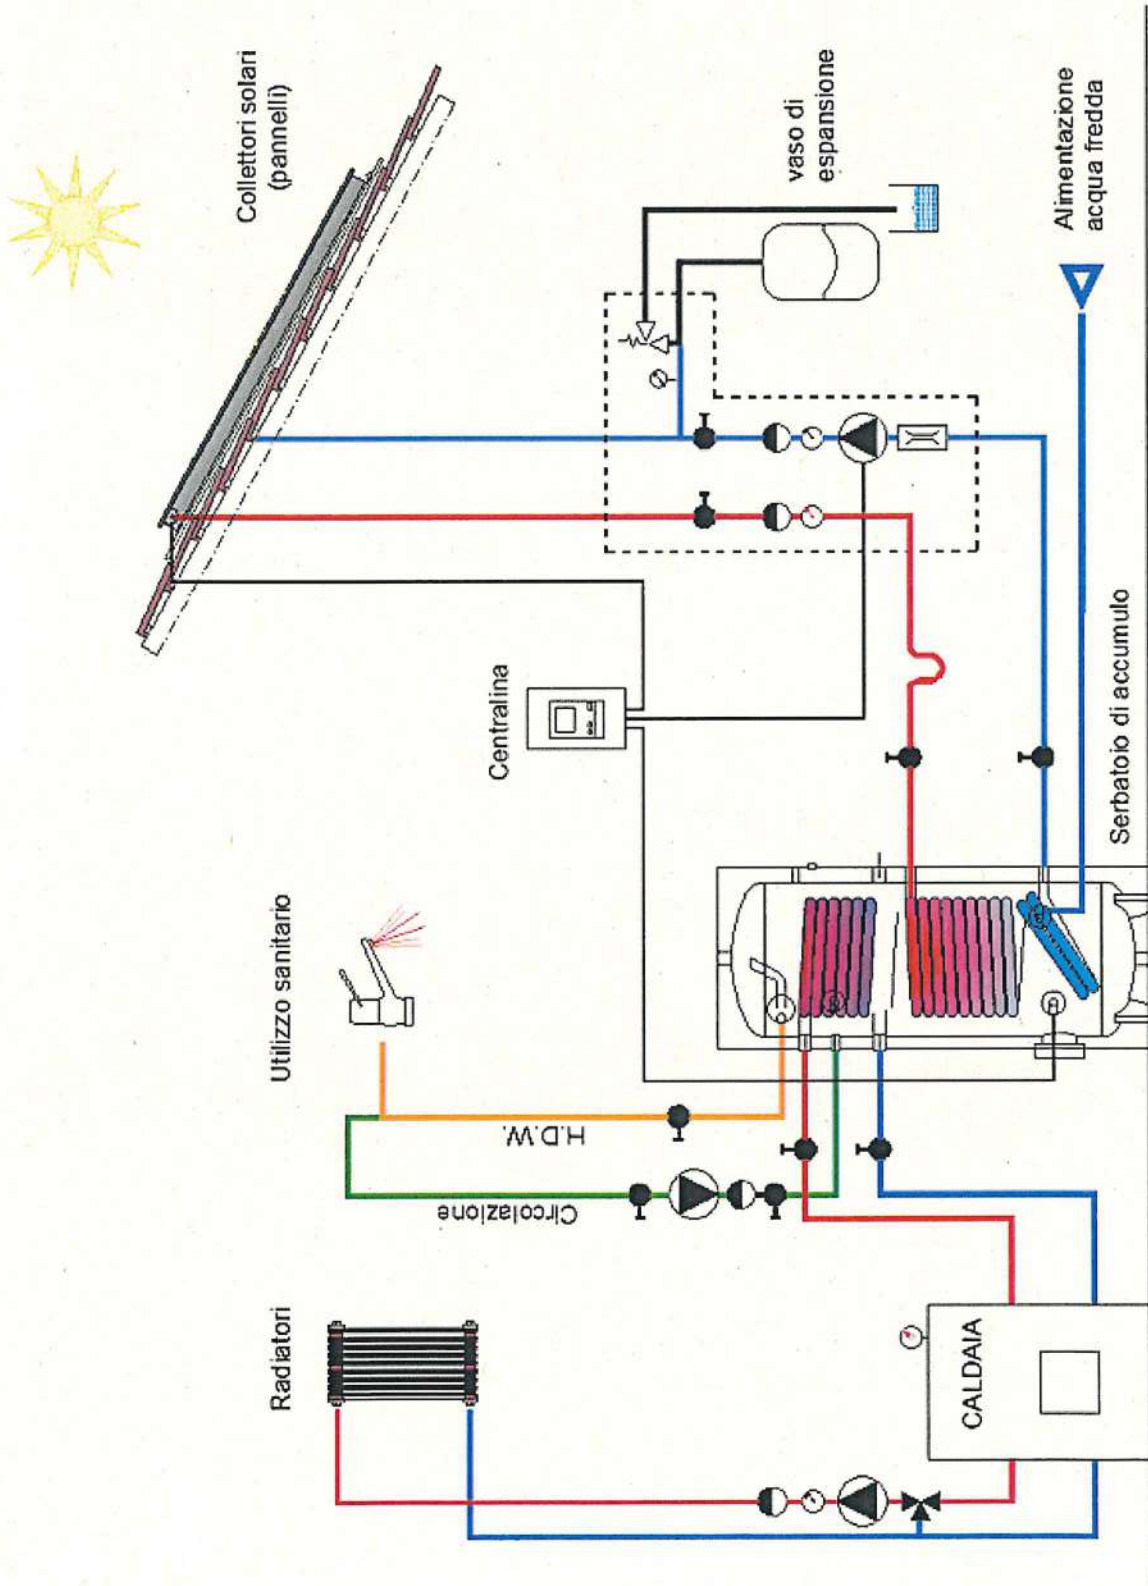 Radiatori
Utilizzo sanitario
Collettori solari
(pannelli)
Circolazione
H.D.W.
Centralina
vaso di
espansione
CALDAIA
Serbatoio di accumulo
Alimentazione
acqua fredda